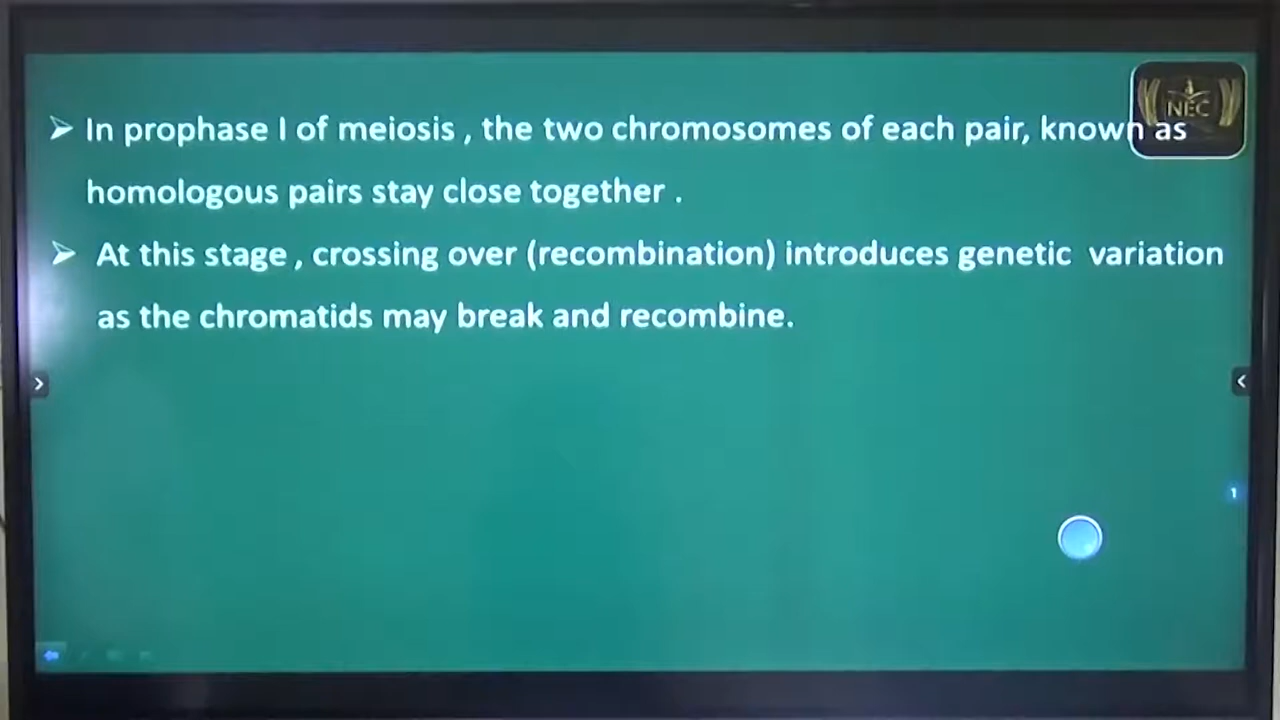 NEC
➢ In prophase I of meiosis , the two chromosomes of each pair, known as
homologous pairs stay close together .
➢ At this stage , crossing over (recombination) introduces genetic variation
as the chromatids may break and recombine.
1